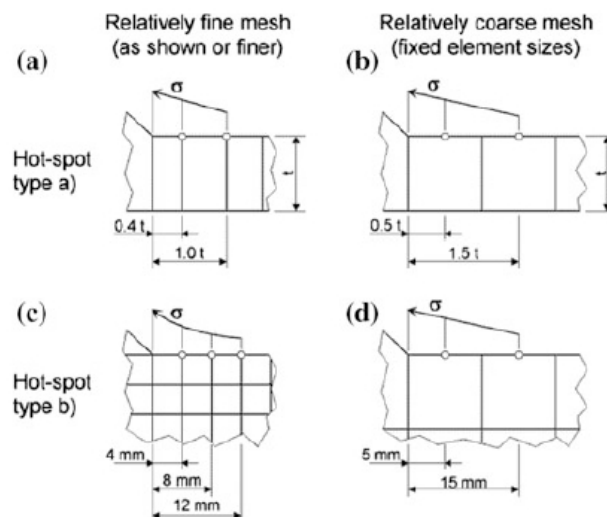 Relatively fine mesh
(as shown or finer)
Relatively coarse mesh
(fixed element sizes)
(a)
(b)
σ
σ
Hot-spot
type a)
t
t
0.4 t
1.0 t
0.5 t
1.5 t
(c)
(d)
σ
σ
Hot-spot
type b)
4 mm
8 mm
12 mm
5 mm
15 mm